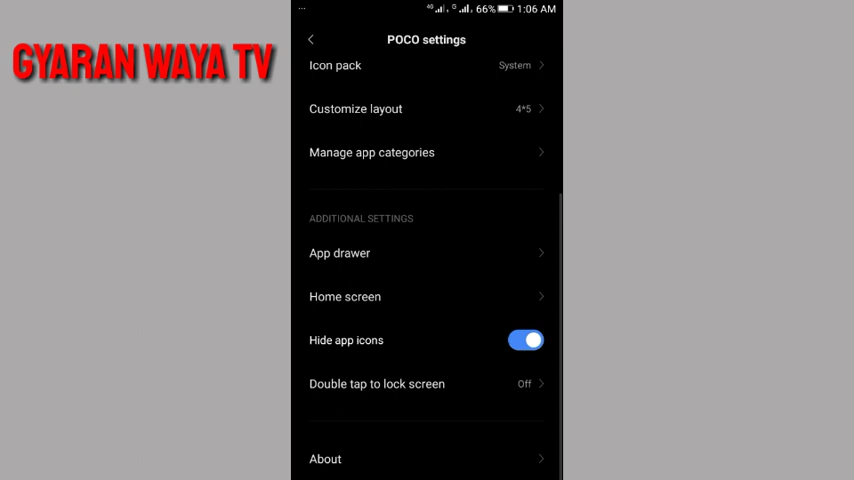 GYARAN WAYA TV
... 4G G 66% 1:06 AM
POCO settings
Icon pack System
Customize layout 4*5
Manage app categories
ADDITIONAL SETTINGS
App drawer
Home screen
Hide app icons
Double tap to lock screen Off
About